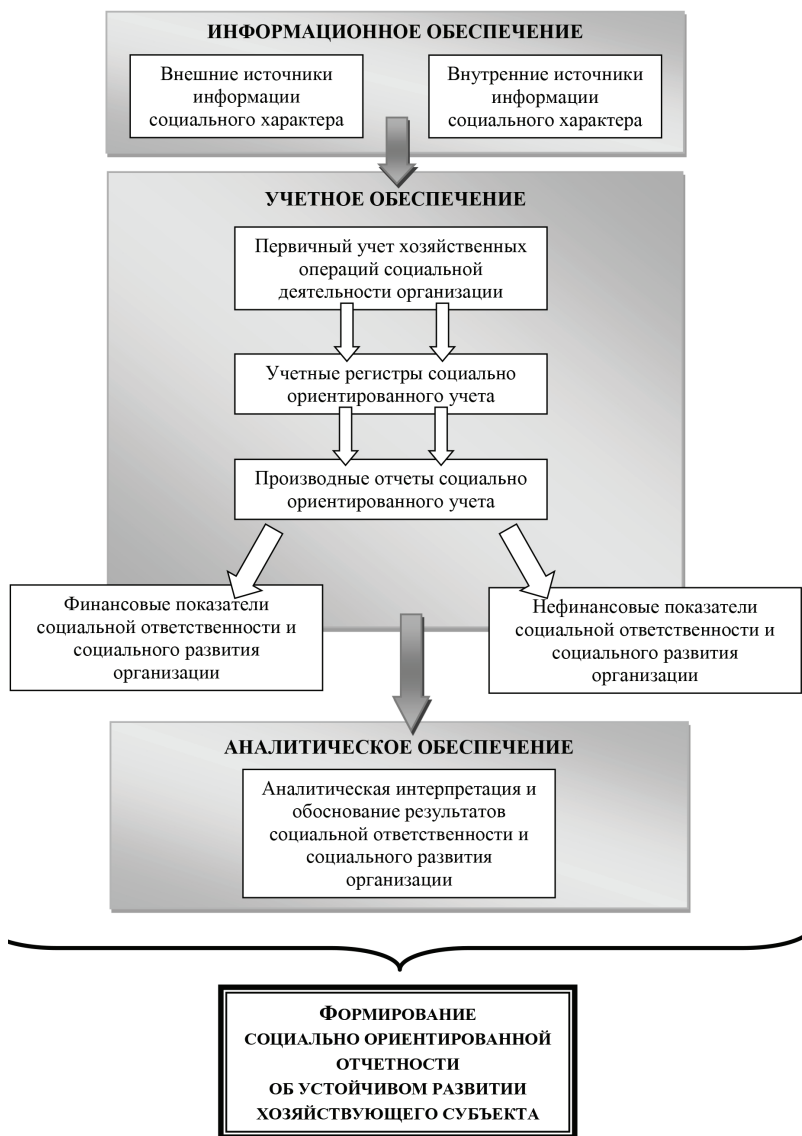 ИНФОРМАЦИОННОЕ ОБЕСПЕЧЕНИЕ
Внешние источники
информации
социального характера
Внутренние источники
информации
социального характера
УЧЕТНОЕ ОБЕСПЕЧЕНИЕ
Первичный учет хозяйственных
операций социальной
деятельности организации
Учетные регистры социально
ориентированного учета
Производные отчеты социально
ориентированного учета
Финансовые показатели
социальной ответственности и
социального развития
организации
Нефинансовые показатели
социальной ответственности и
социального развития
организации
АНАЛИТИЧЕСКОЕ ОБЕСПЕЧЕНИЕ
Аналитическая интерпретация и
обоснование результатов
социальной ответственности и
социального развития
организации
ФОРМИРОВАНИЕ
СОЦИАЛЬНО ОРИЕНТИРОВАННОЙ
ОТЧЕТНОСТИ
ОБ УСТОЙЧИВОМ РАЗВИТИИ
ХОЗЯЙСТВУЮЩЕГО СУБЪЕКТА